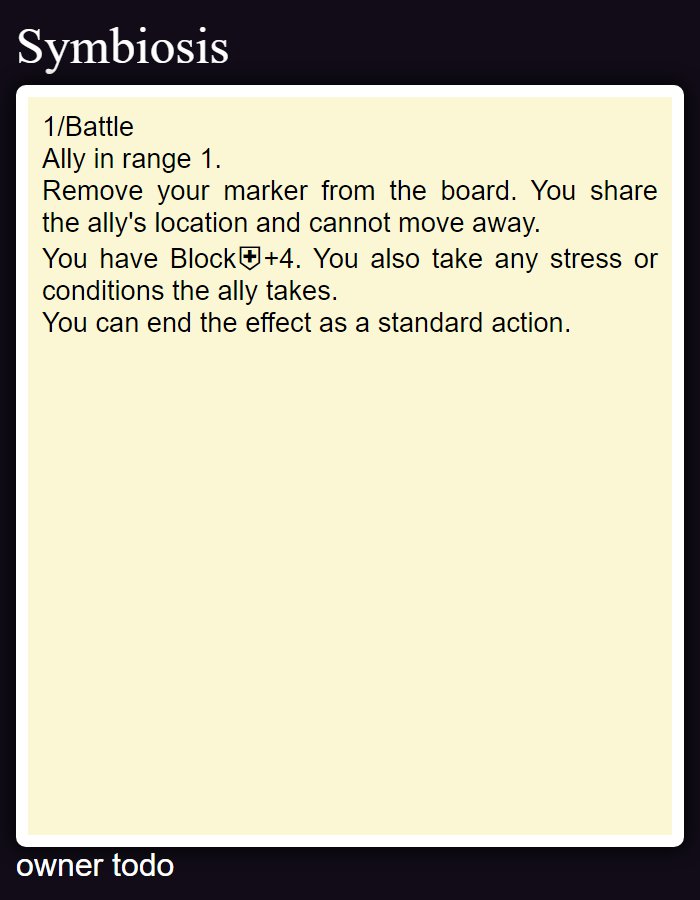 Symbiosis
1/Battle
Ally in range 1.
Remove your marker from the board. You share
the ally's location and cannot move away.
You have Block⛨+4. You also take any stress or
conditions the ally takes.
You can end the effect as a standard action.
owner todo